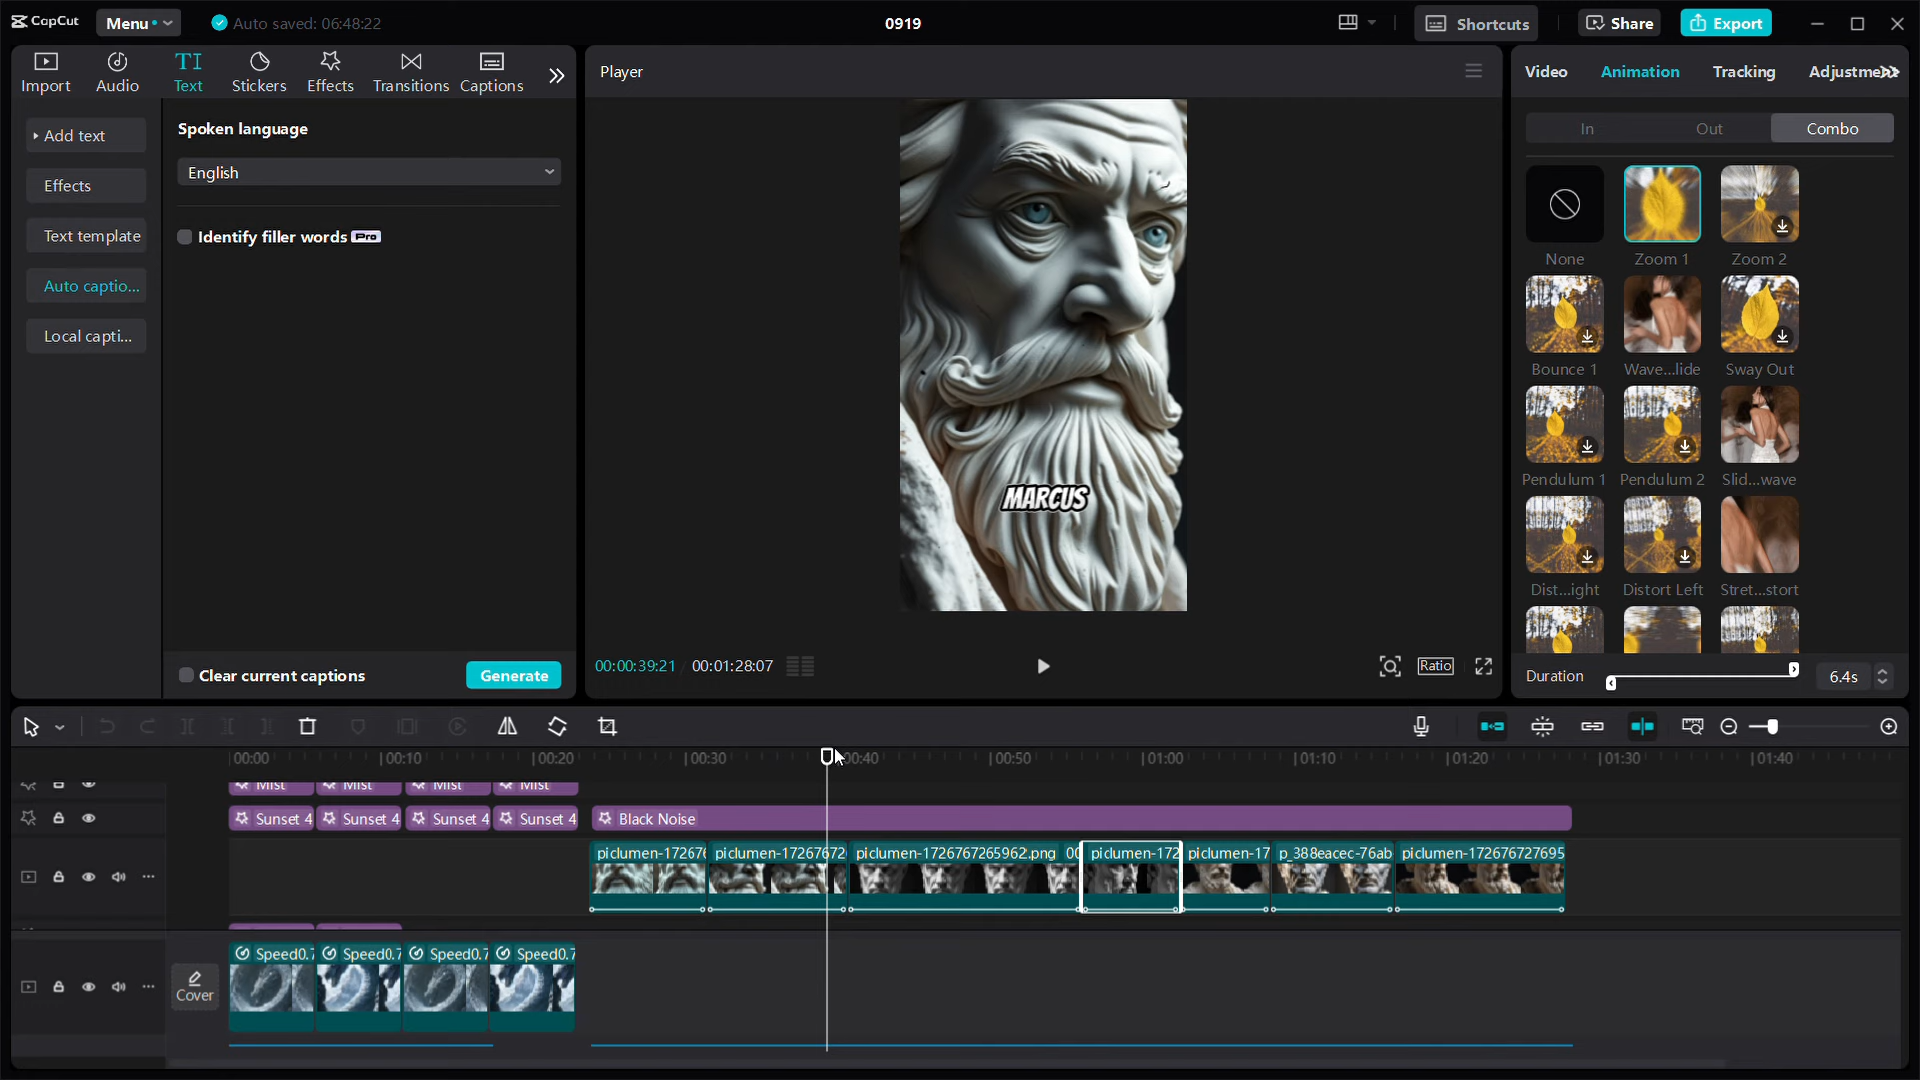 CapCut
Menu
Auto saved: 06:48:22
0919
Shortcuts
Share
Export
Import
Audio
Text
Stickers
Effects
Transitions
Captions
Add text
Effects
Text template
Auto captio...
Local capti...
Spoken language
English
Identify filler words Pro
Clear current captions
Generate
Player
MARCUS
00:00:39:21 / 00:01:28:07
Ratio
Video
Animation
Tracking
Adjustment
In
Out
Combo
None
Zoom 1
Zoom 2
Bounce 1
Wave...lide
Sway Out
Pendulum 1
Pendulum 2
Slid...wave
Dist...ight
Distort Left
Stret...stort
Duration
6.4s
00:00
00:10
00:20
00:30
00:40
00:50
01:00
01:10
01:20
01:30
01:40
Mist
Mist
Mist
Mist
Sunset 4
Sunset 4
Sunset 4
Sunset 4
Black Noise
piclumen-17267
piclumen-17267672
piclumen-1726767265962.png 00
piclumen-172
piclumen-17
p_388eacec-76ab
piclumen-172676727695
Cover
Speed0.7
Speed0.7
Speed0.7
Speed0.7